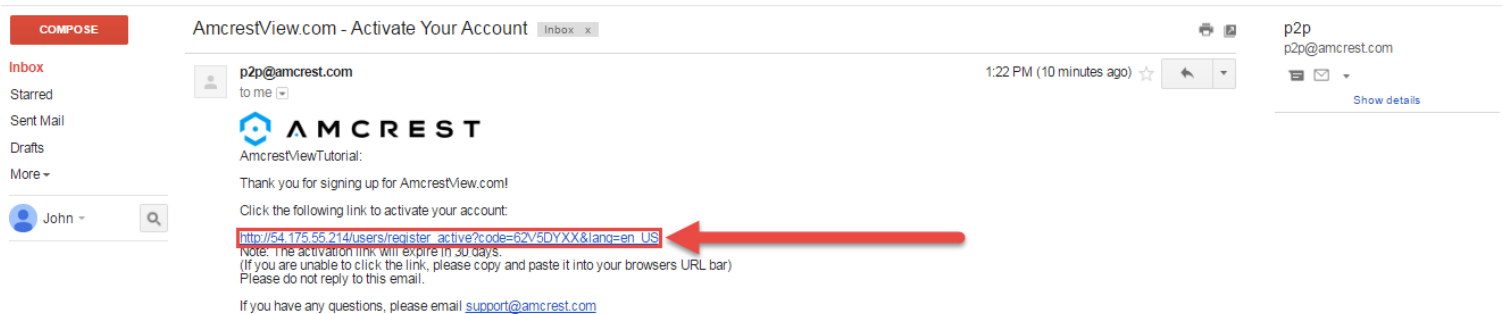 COMPOSE
Inbox
Starred
Sent Mail
Drafts
More
John
AmcrestView.com - Activate Your Account Inbox x
p2p@amcrest.com
1:22 PM (10 minutes ago)
to me
AMCREST
AmcrestViewTutorial:
Thank you for signing up for AmcrestView.com!
Click the following link to activate your account:
http://54.175.55.214/users/register_active?code=62V5DYXX&lang=en_US
Note: The activation link will expire in 30 days.
(If you are unable to click the link, please copy and paste it into your browsers URL bar)
Please do not reply to this email.
If you have any questions, please email support@amcrest.com
p2p
p2p@amcrest.com
Show details